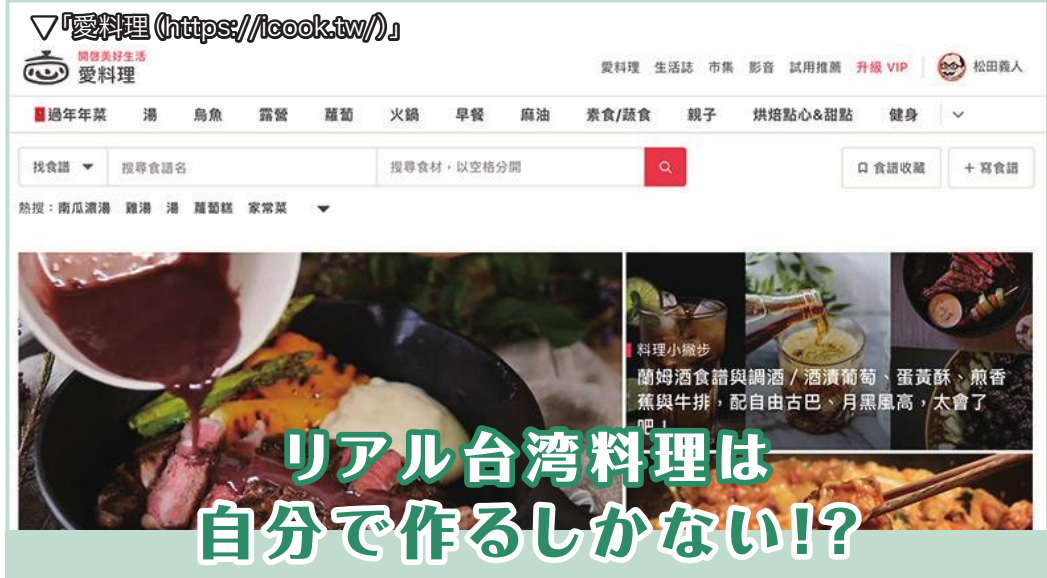 ▽「愛料理(https://icook.tw/)」
開啓美好生活
愛料理
愛料理 生活誌 市集 影音 試用推薦 升級 VIP 松田義人
過年年菜 湯 烏魚 露營 蘿蔔 火鍋 早餐 麻油 素食/蔬食 親子 烘焙點心&甜點 健身
找食譜 搜尋食譜名 搜尋食材,以空格分開 食譜收藏 + 寫食譜
熱搜:南瓜濃湯 雞湯 湯 蘿蔔糕 家常菜
料理小撇步
蘭姆酒食譜與調酒 / 酒漬葡萄、蛋黃酥、煎香
蕉與牛排,配自由古巴、月黑風高,太會了
吧!
リアル台湾料理は
自分で作るしかない!?